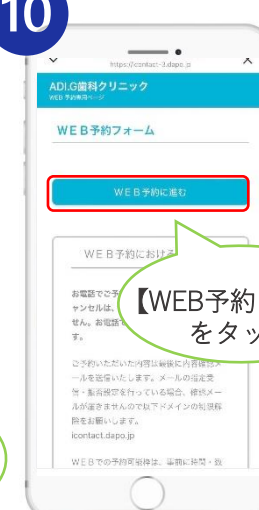 10
https://contact-3.dapo.jp
ADI.G歯科クリニック
WEB 予約専用ページ
WEB予約フォーム
WEB予約に進む
WEB予約におけ
お電話でご予
ャンセルは、
せん。お電話で
す。
【WEB予約
をタッ
ご予約いただいた内容は最後に内容確認メ
ールを送信いたします。メールの指定受
信・拒否設定を行っている場合、確認メー
ルが届きませんので以下ドメインの制限解
除をお願いします。
icontact.dapo.jp
WEBでの予約可能枠は、事前に時間・数